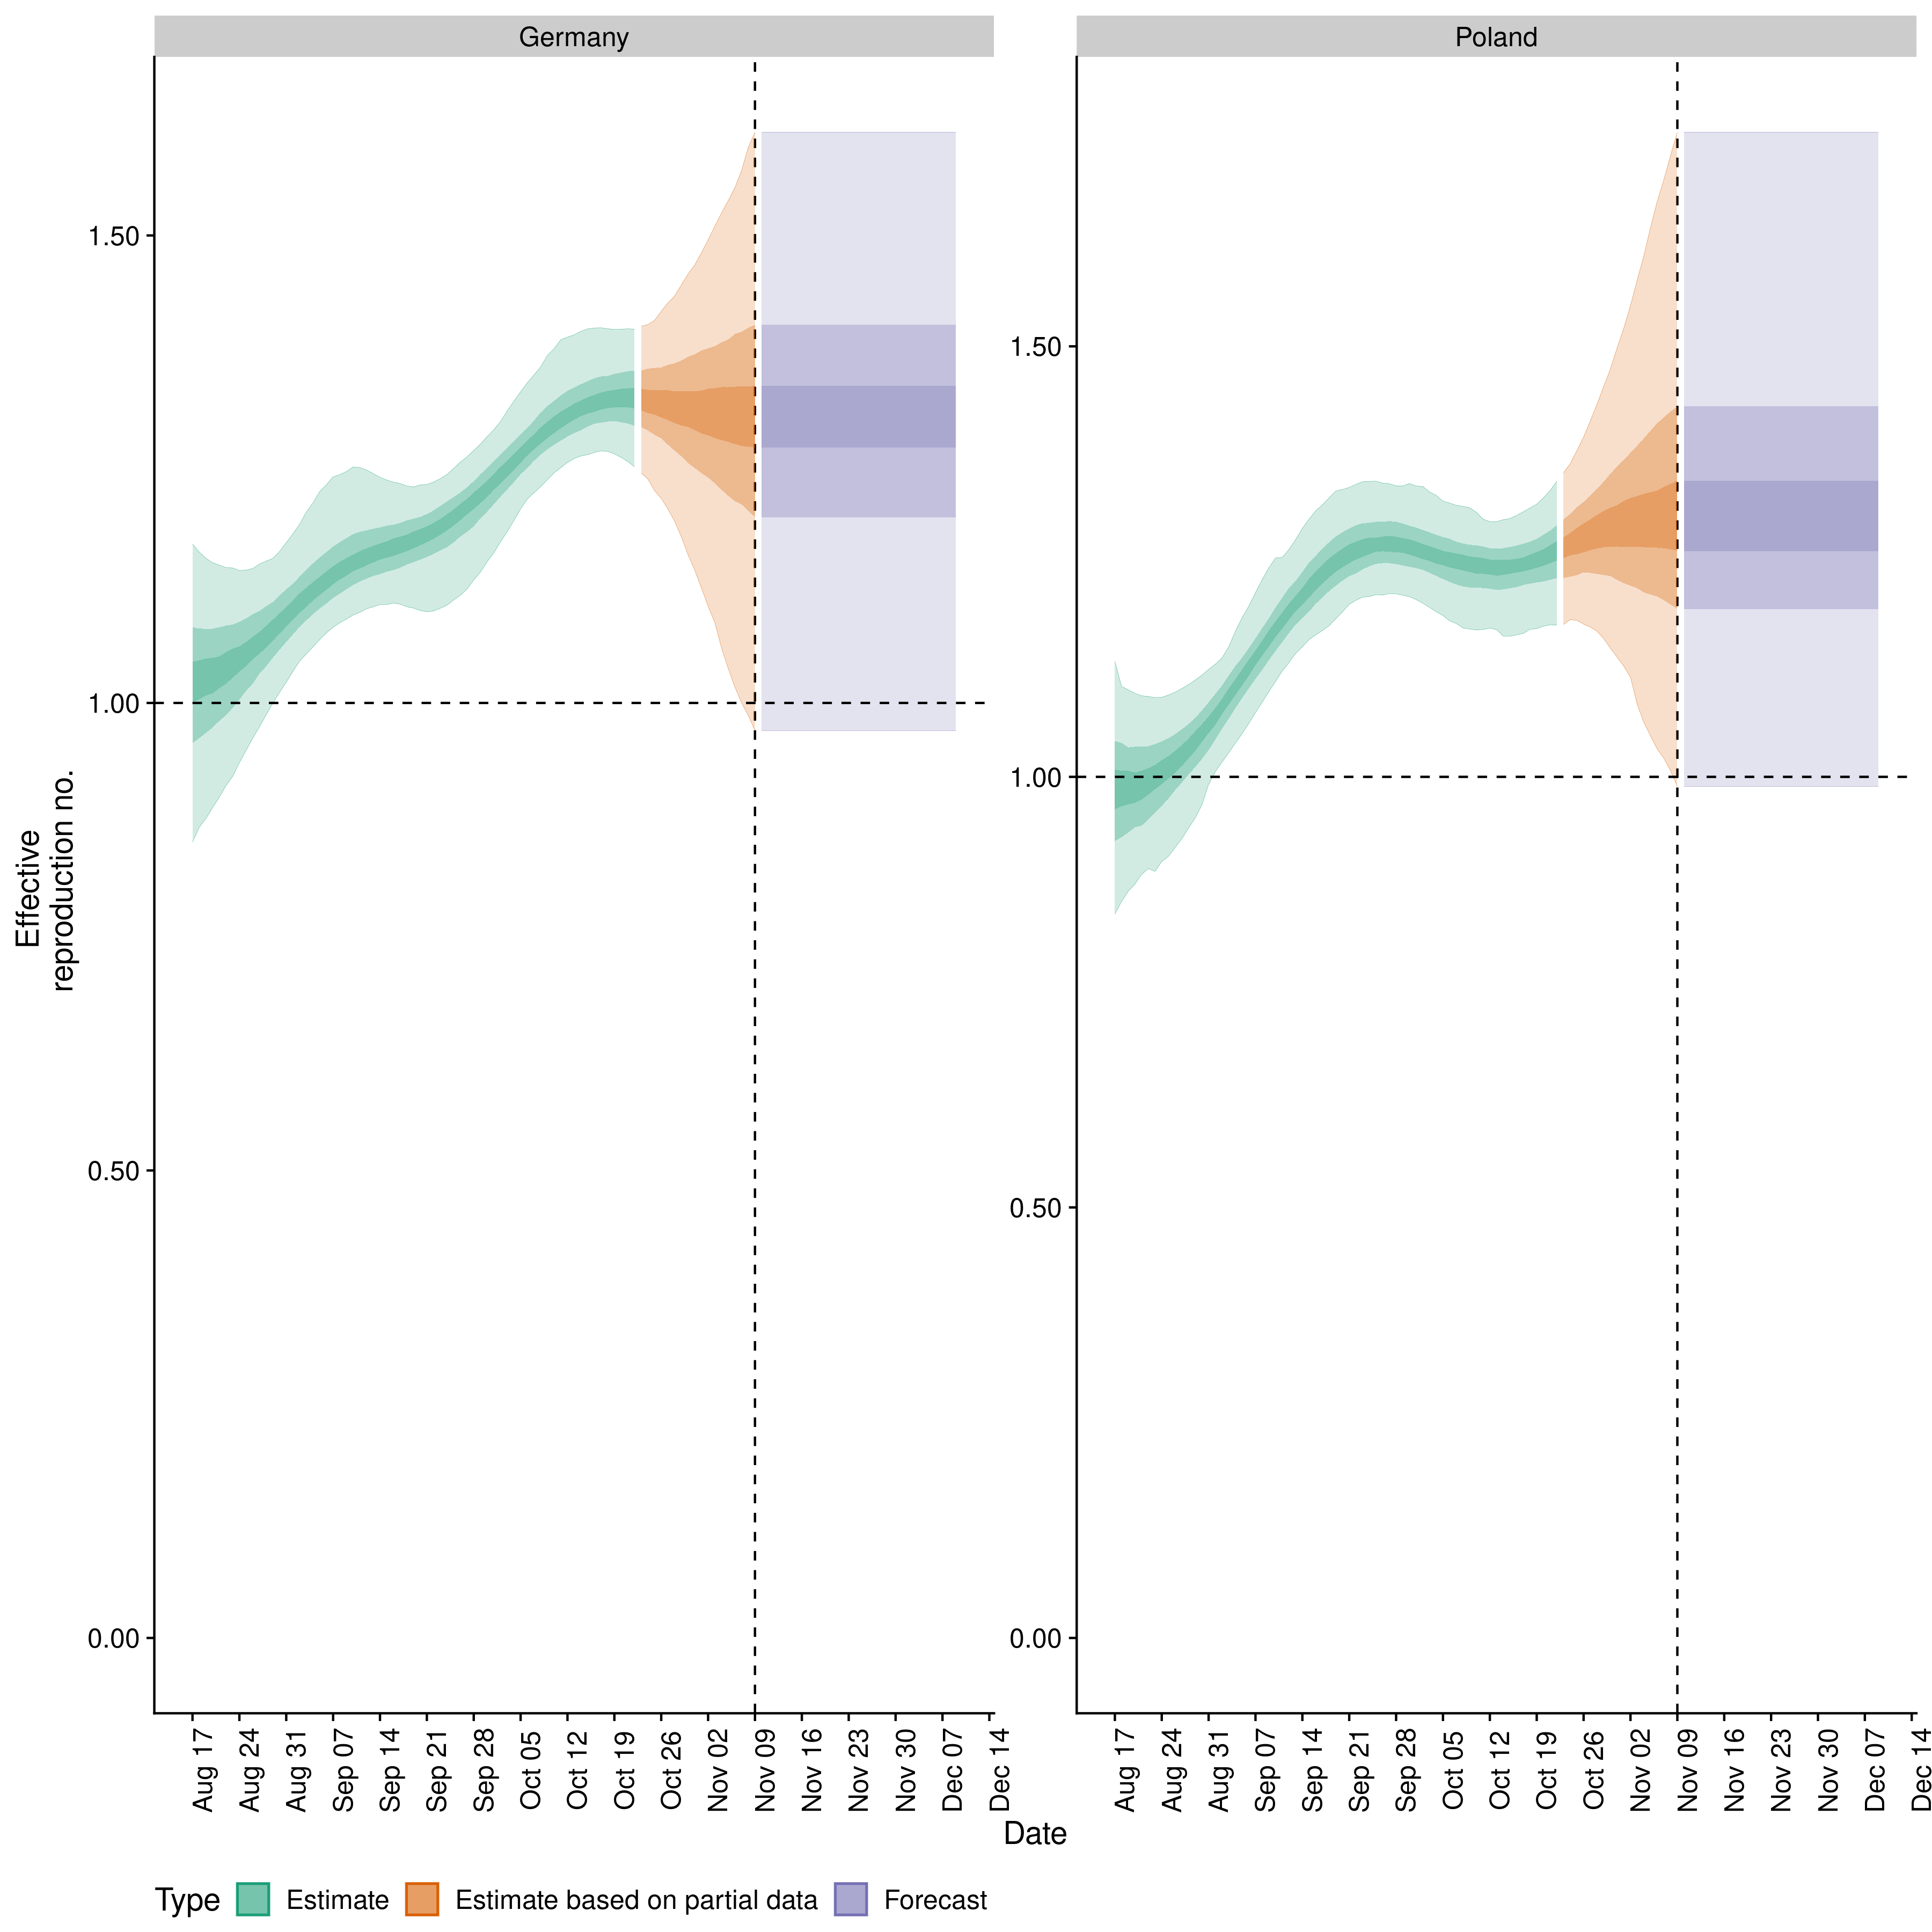 Germany
Poland
Effective
reproduction no.
1.50
1.00
0.50
0.00
1.50
1.00
0.50
0.00
Aug 17
Aug 24
Aug 31
Sep 07
Sep 14
Sep 21
Sep 28
Oct 05
Oct 12
Oct 19
Oct 26
Nov 02
Nov 09
Nov 16
Nov 23
Nov 30
Dec 07
Dec 14
Aug 17
Aug 24
Aug 31
Sep 07
Sep 14
Sep 21
Sep 28
Oct 05
Oct 12
Oct 19
Oct 26
Nov 02
Nov 09
Nov 16
Nov 23
Nov 30
Dec 07
Dec 14
Date
Type Estimate Estimate based on partial data Forecast